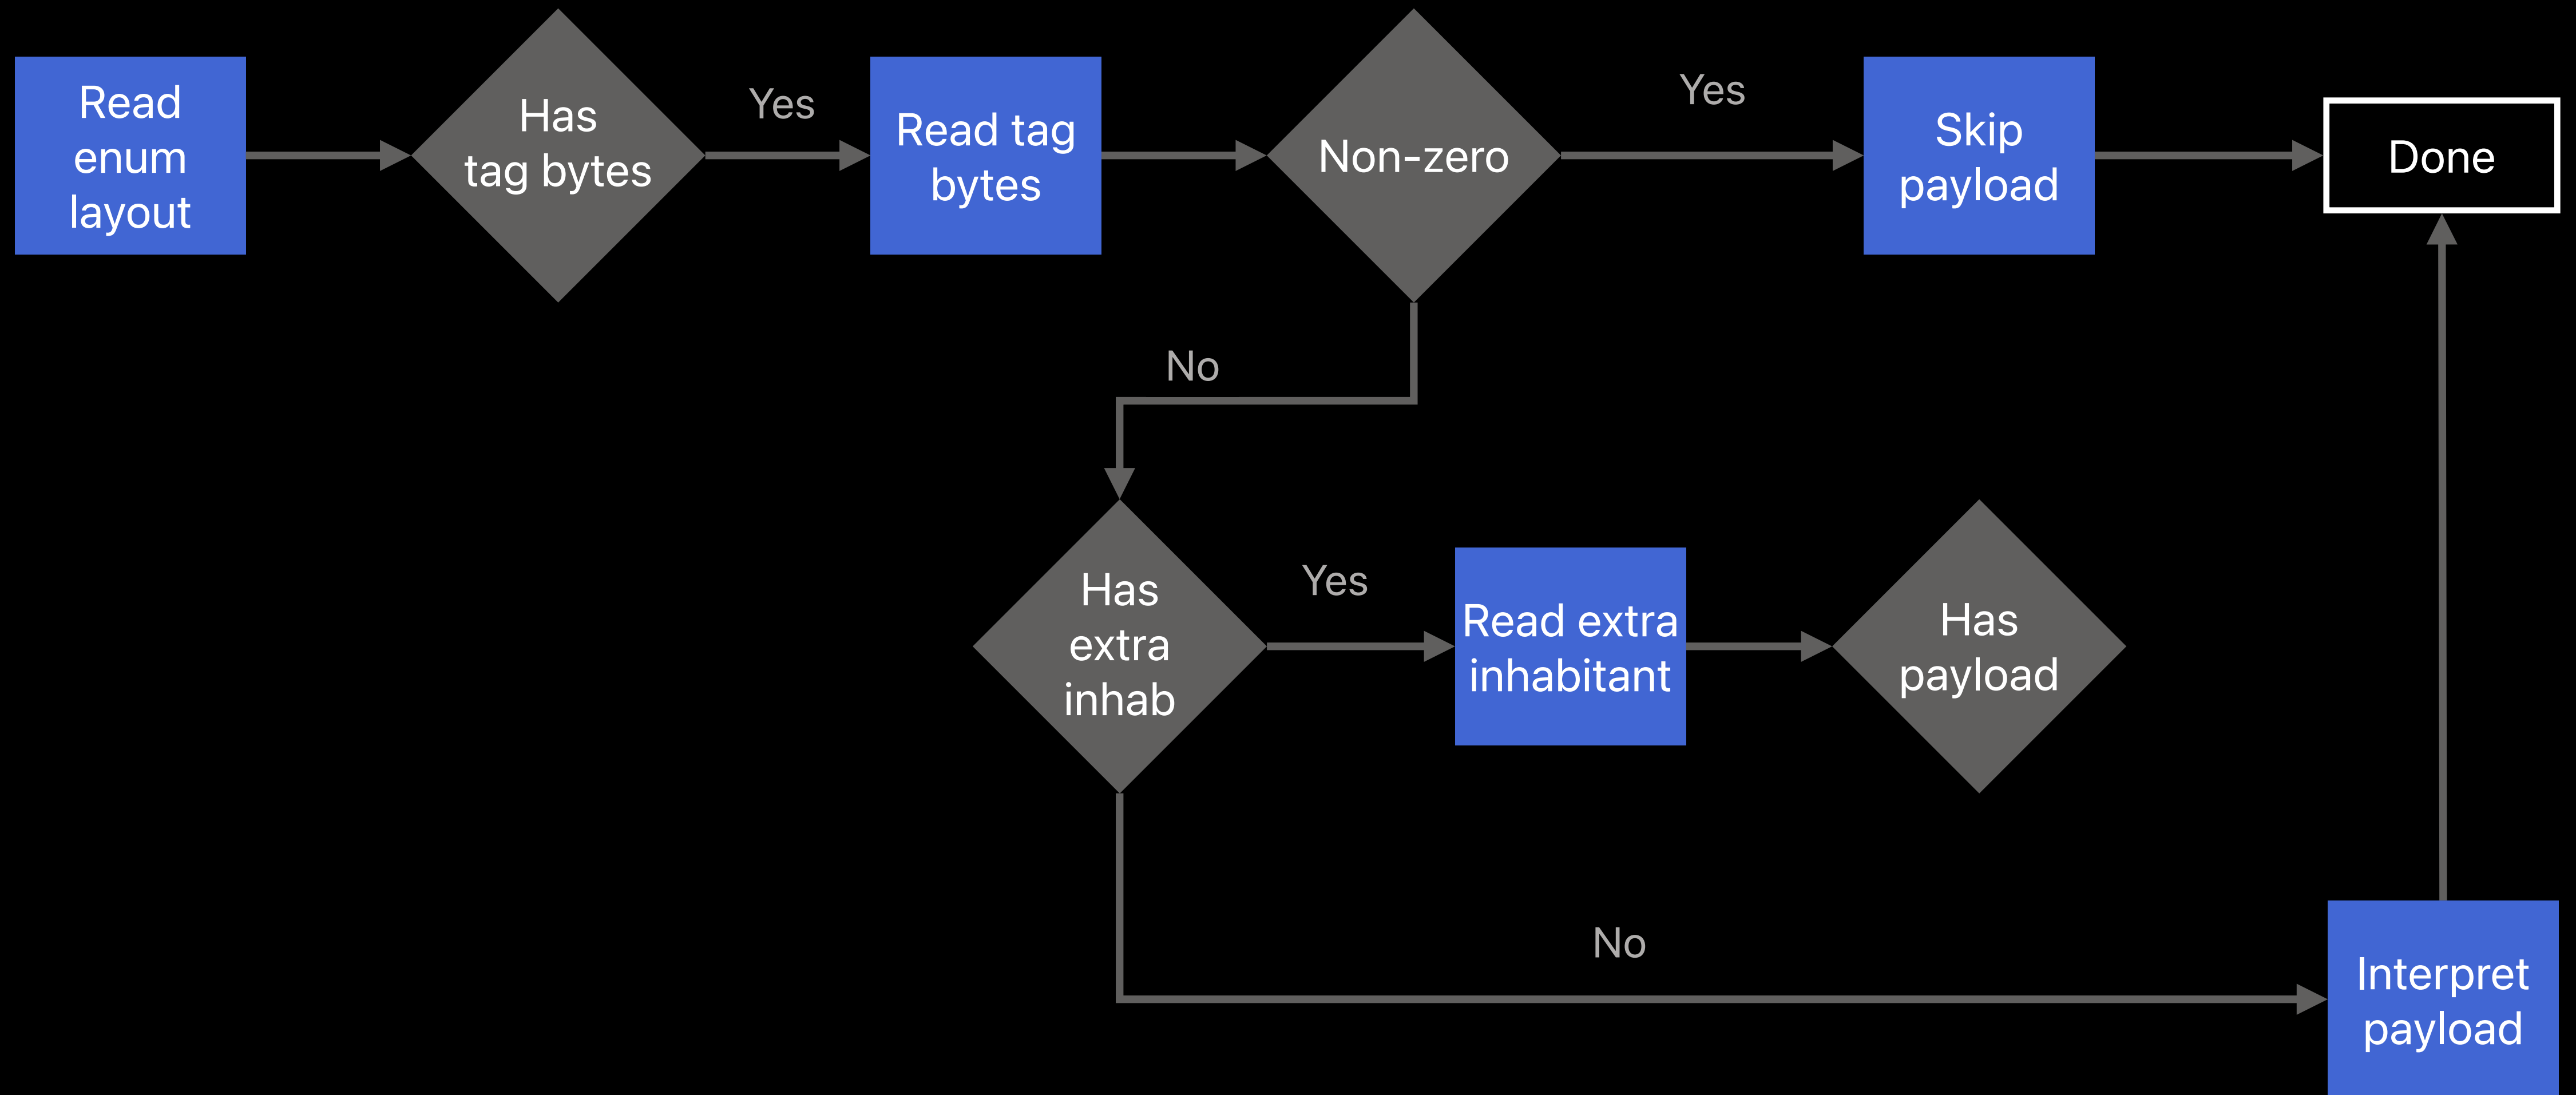 Read
enum
layout
Has
tag bytes
Yes
Read tag
bytes
Non-zero
Yes
Skip
payload
Done
No
Has
extra
inhab
Yes
Read extra
inhabitant
Has
payload
No
Interpret
payload